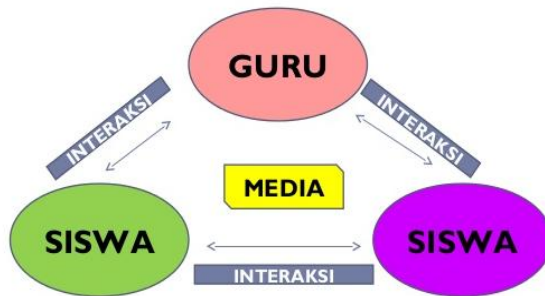 GURU
INTERAKSI
INTERAKSI
MEDIA
SISWA
SISWA
INTERAKSI